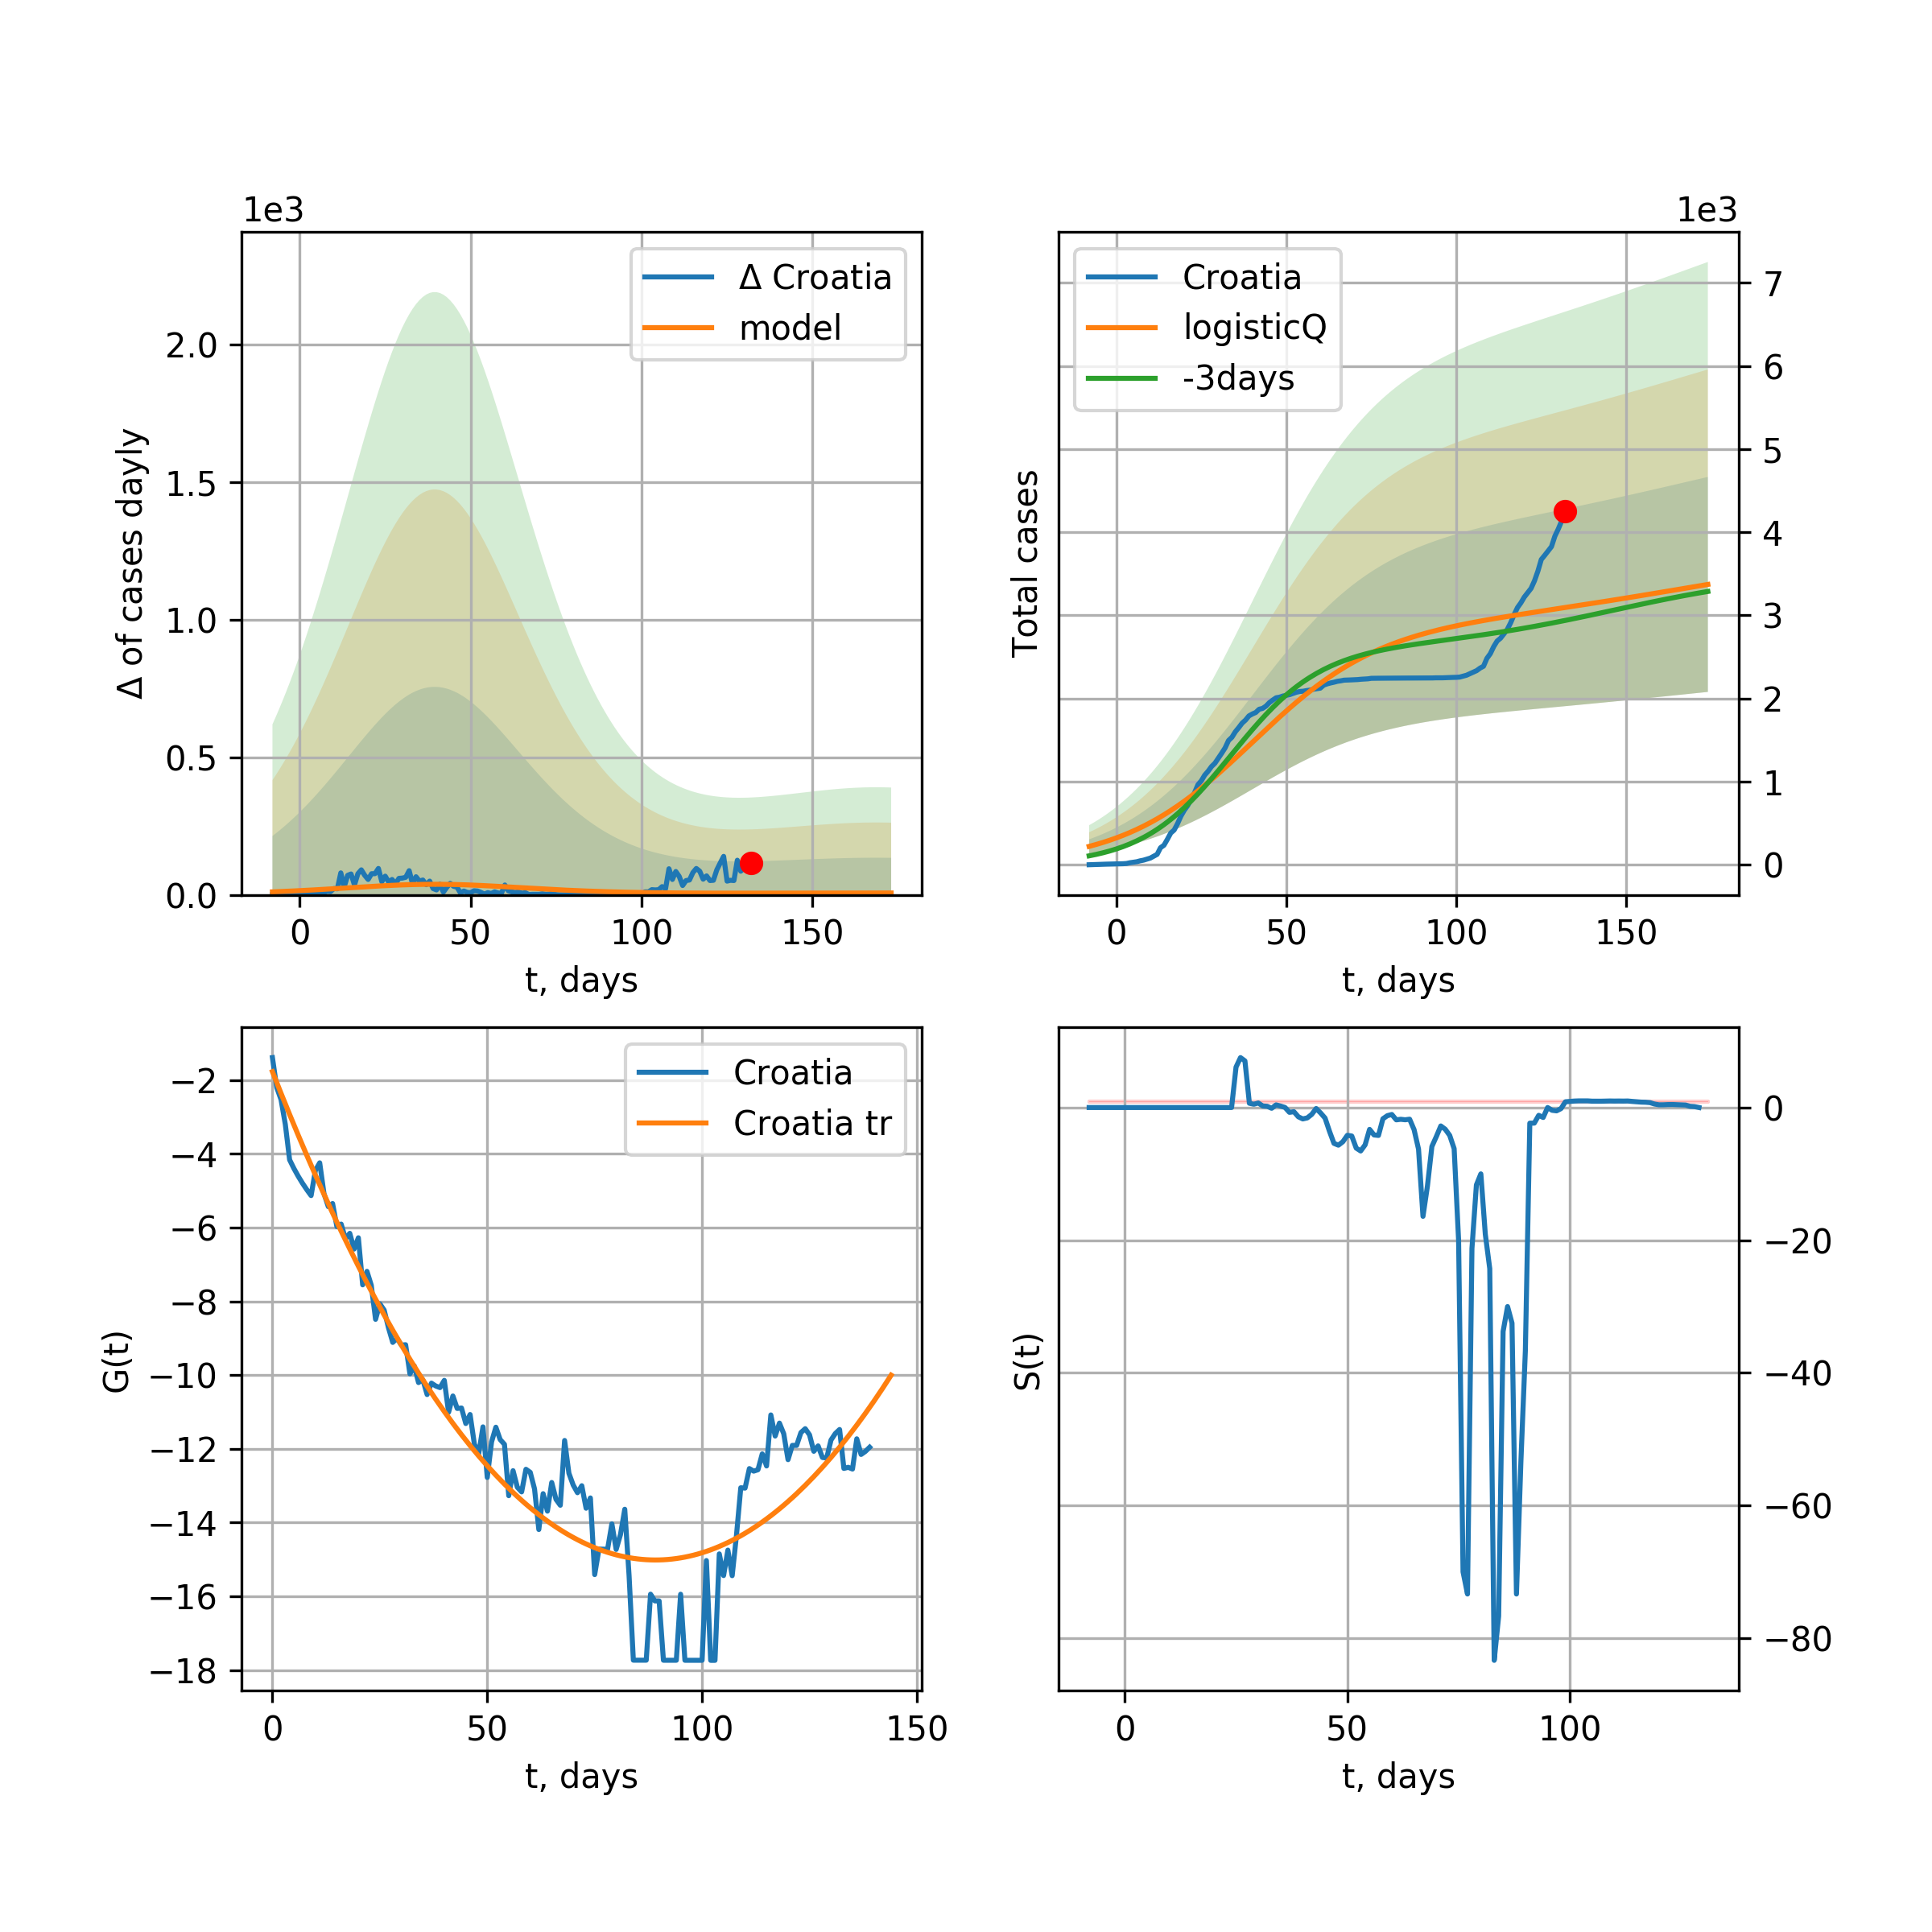 1e3
Δ of cases dayly
2.0
1.5
1.0
0.5
0.0
0 50 100 150
t, days
Δ Croatia
model
1e3
Total cases
7
6
5
4
3
2
1
0
0 50 100 150
t, days
Croatia
logisticQ
-3days
G(t)
−2
−4
−6
−8
−10
−12
−14
−16
−18
0 50 100 150
t, days
Croatia
Croatia tr
S(t)
0
−20
−40
−60
−80
0 50 100
t, days